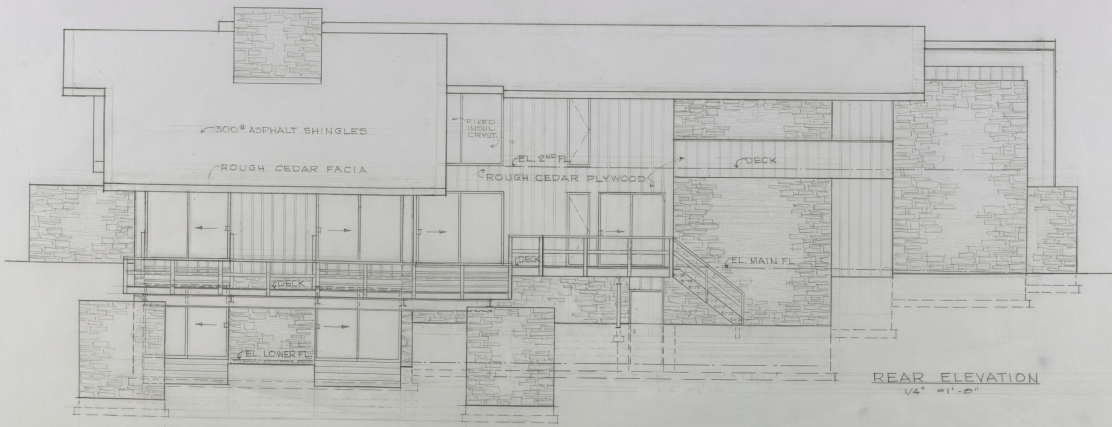 300# ASPHALT SHINGLES
ROUGH CEDAR FACIA
FIXED
INSUL
CRYST.
EL. 2ND FL.
ROUGH CEDAR PLYWOOD
DECK
DECK
DECK
EL. MAIN FL.
EL. LOWER FL.
REAR ELEVATION
1/4" = 1'-0"